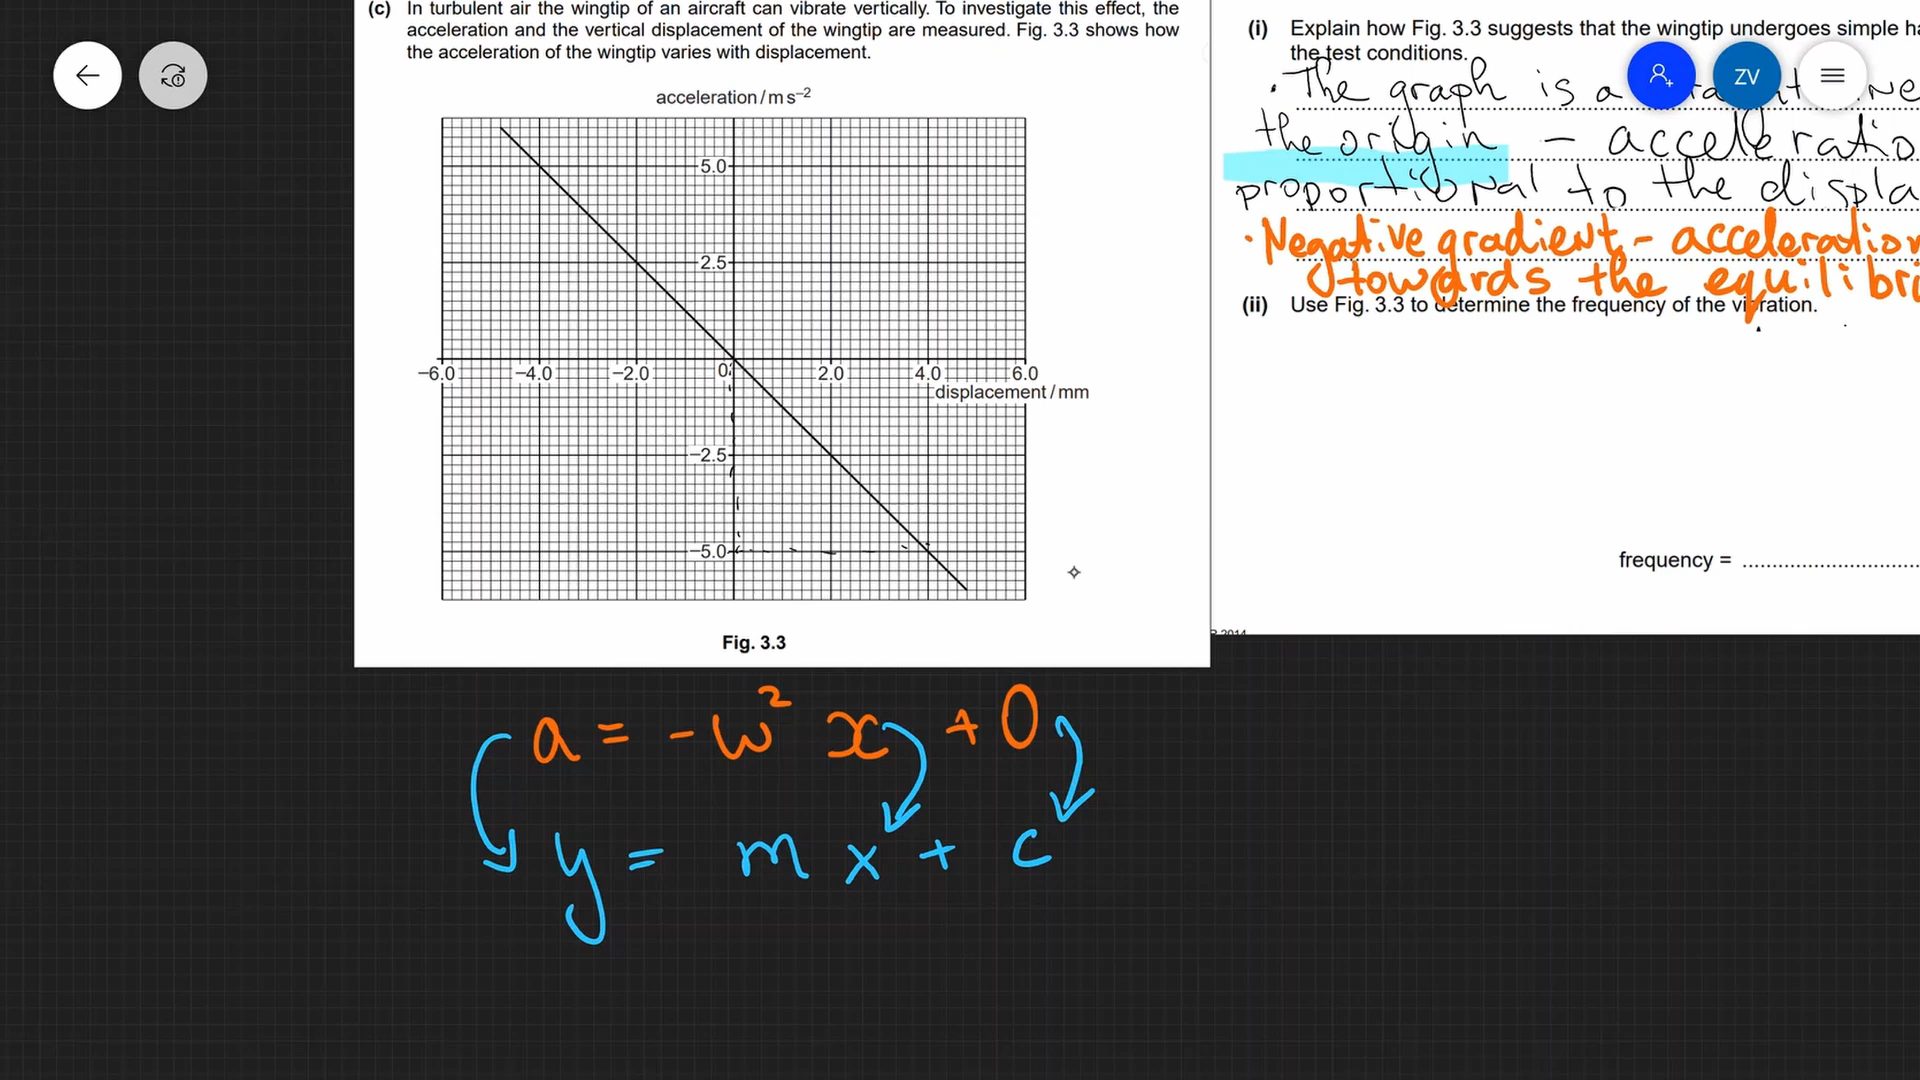 (c) In turbulent air the wingtip of an aircraft can vibrate vertically. To investigate this effect, the
acceleration and the vertical displacement of the wingtip are measured. Fig. 3.3 shows how
the acceleration of the wingtip varies with displacement.
acceleration / m s⁻²
5.0
2.5
−6.0 −4.0 −2.0 0 2.0 4.0 6.0
displacement / mm
−2.5
−5.0
Fig. 3.3
a = - ω² x + 0
y = m x + c
(i) Explain how Fig. 3.3 suggests that the wingtip undergoes simple
the test conditions.
ZV
· The graph is a
the origin - acceleratio
proportional to the displa
· Negative gradient - acceleration
towards the equilibri
(ii) Use Fig. 3.3 to determine the frequency of the vibration.
frequency =
2014